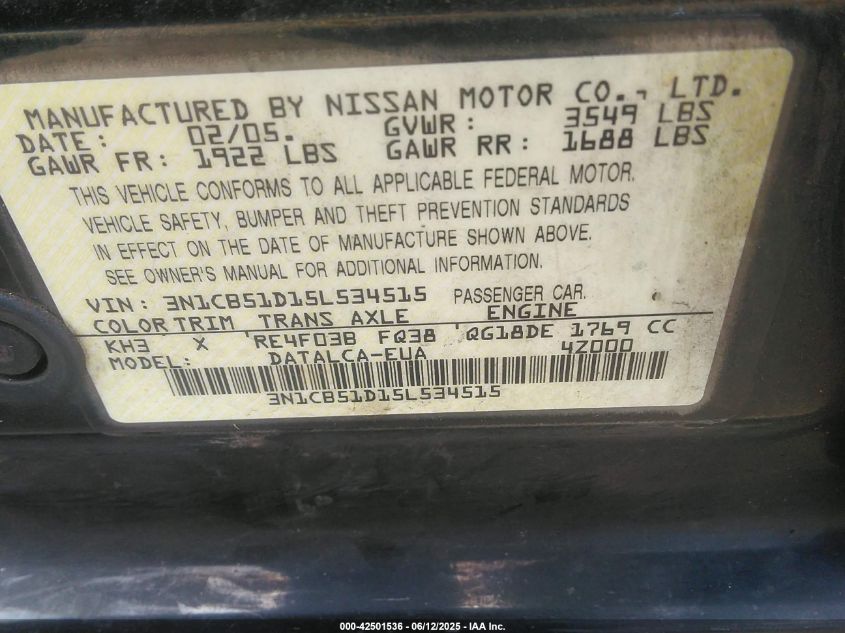 MANUFACTURED BY NISSAN MOTOR CO., LTD.
DATE: 02/05. GVWR: 3549 LBS
GAWR FR: 1922 LBS GAWR RR: 1688 LBS
THIS VEHICLE CONFORMS TO ALL APPLICABLE FEDERAL MOTOR
VEHICLE SAFETY, BUMPER AND THEFT PREVENTION STANDARDS
IN EFFECT ON THE DATE OF MANUFACTURE SHOWN ABOVE.
SEE OWNER'S MANUAL FOR ADDITIONAL INFORMATION.
VIN: 3N1CB51D15L534515 PASSENGER CAR.
COLOR TRIM TRANS AXLE ENGINE
KH3 X 'RE4F03B FQ38 'QG18DE 1769 CC
MODEL: DATALCA-EUA 42000
3N1CB51D15L534515
000-42501536 - 06/12/2025 - IAA Inc.